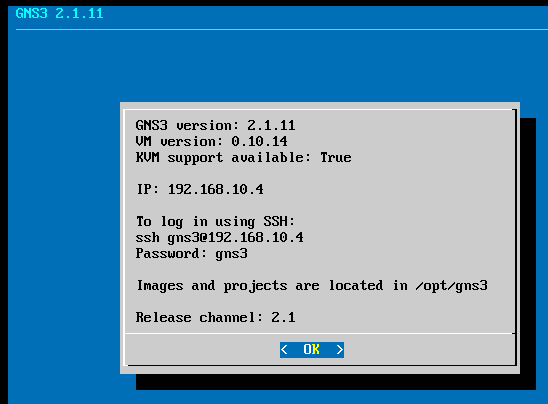 GNS3 2.1.11
GNS3 version: 2.1.11
VM version: 0.10.14
KVM support available: True
IP: 192.168.10.4
To log in using SSH:
ssh gns3@192.168.10.4
Password: gns3
Images and projects are located in /opt/gns3
Release channel: 2.1
< OK >